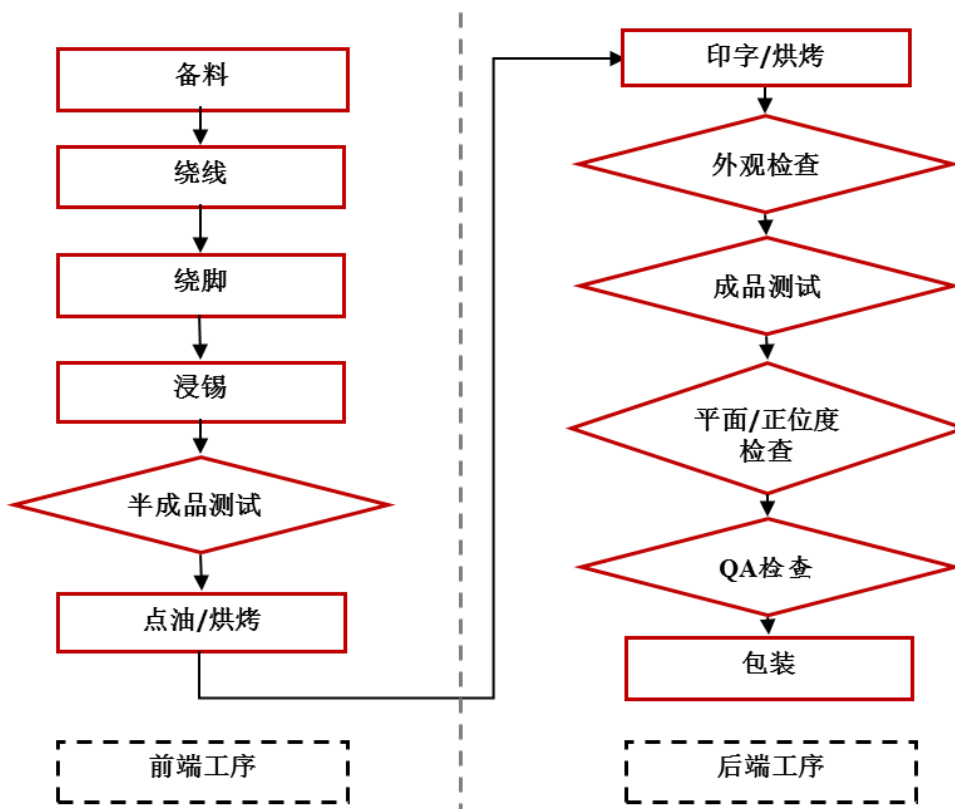 备料
绕线
绕脚
浸锡
半成品测试
点油/烘烤
前端工序
印字/烘烤
外观检查
成品测试
平面/正位度
检查
QA检查
包装
后端工序